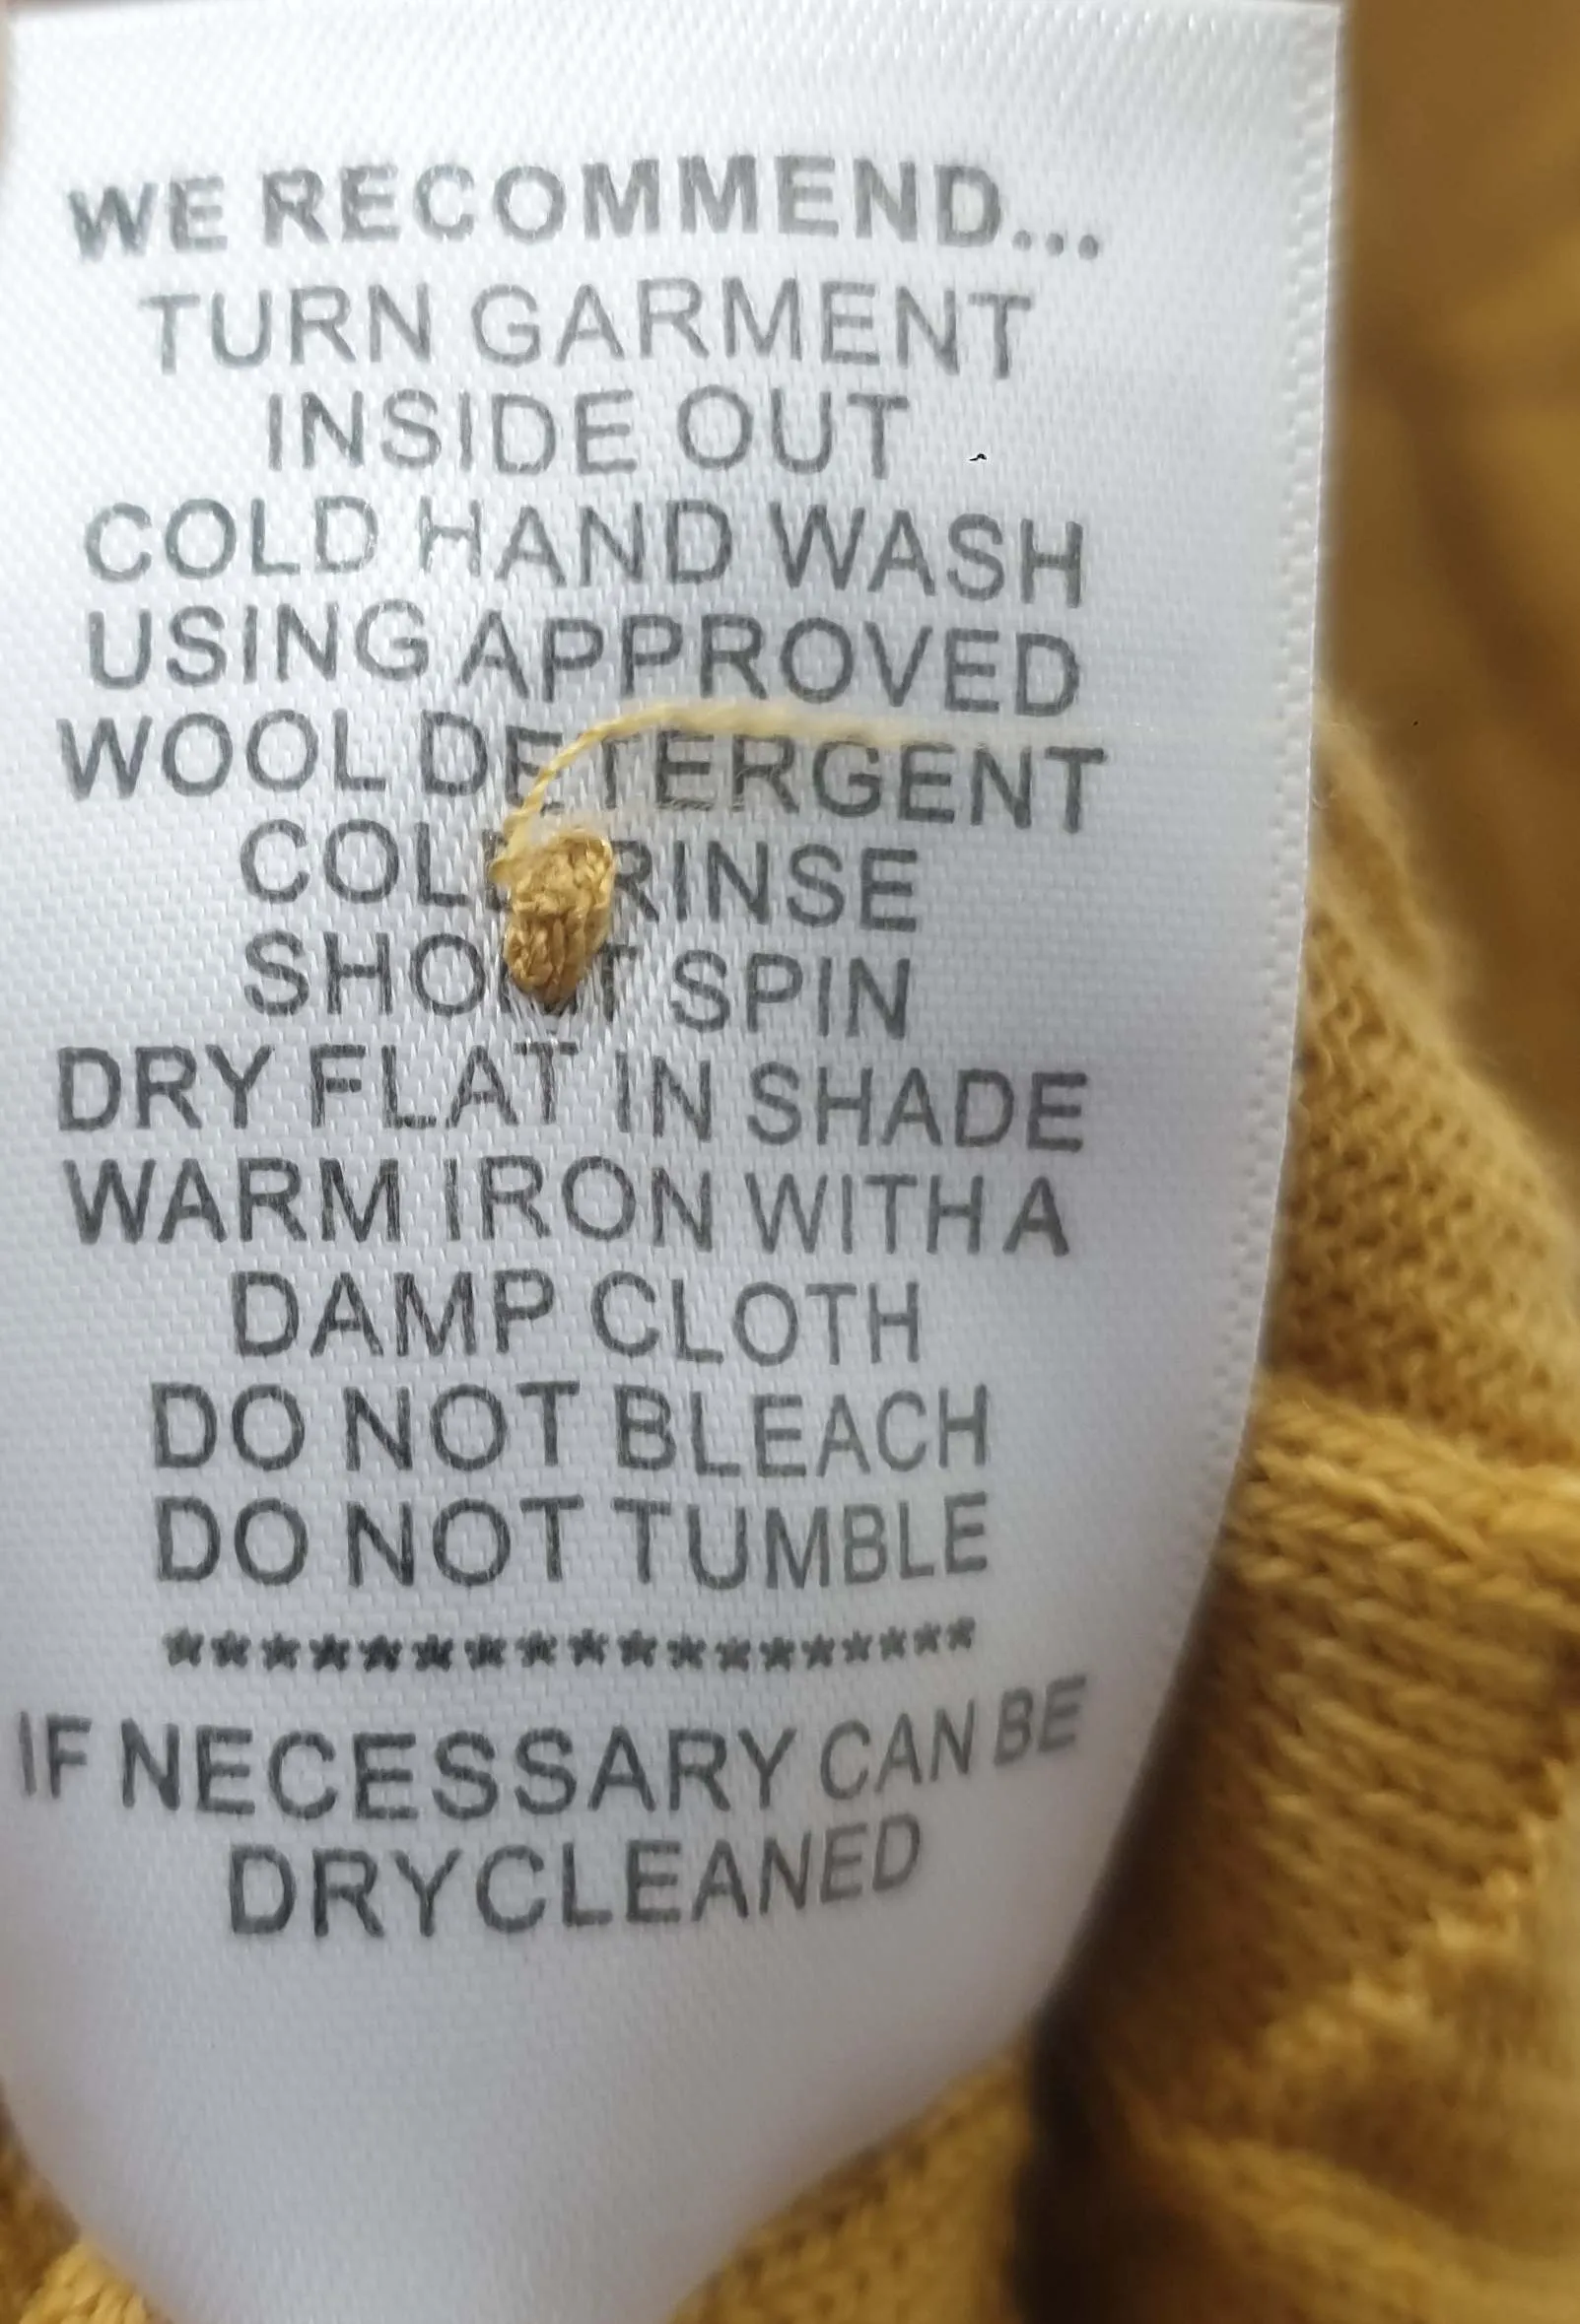 WE RECOMMEND...
TURN GARMENT
INSIDE OUT
COLD HAND WASH
USING APPROVED
WOOL DETERGENT
COLD RINSE
SHORT SPIN
DRY FLAT IN SHADE
WARM IRON WITH A
DAMP CLOTH
DO NOT BLEACH
DO NOT TUMBLE
****************
IF NECESSARY CAN BE
DRYCLEANED